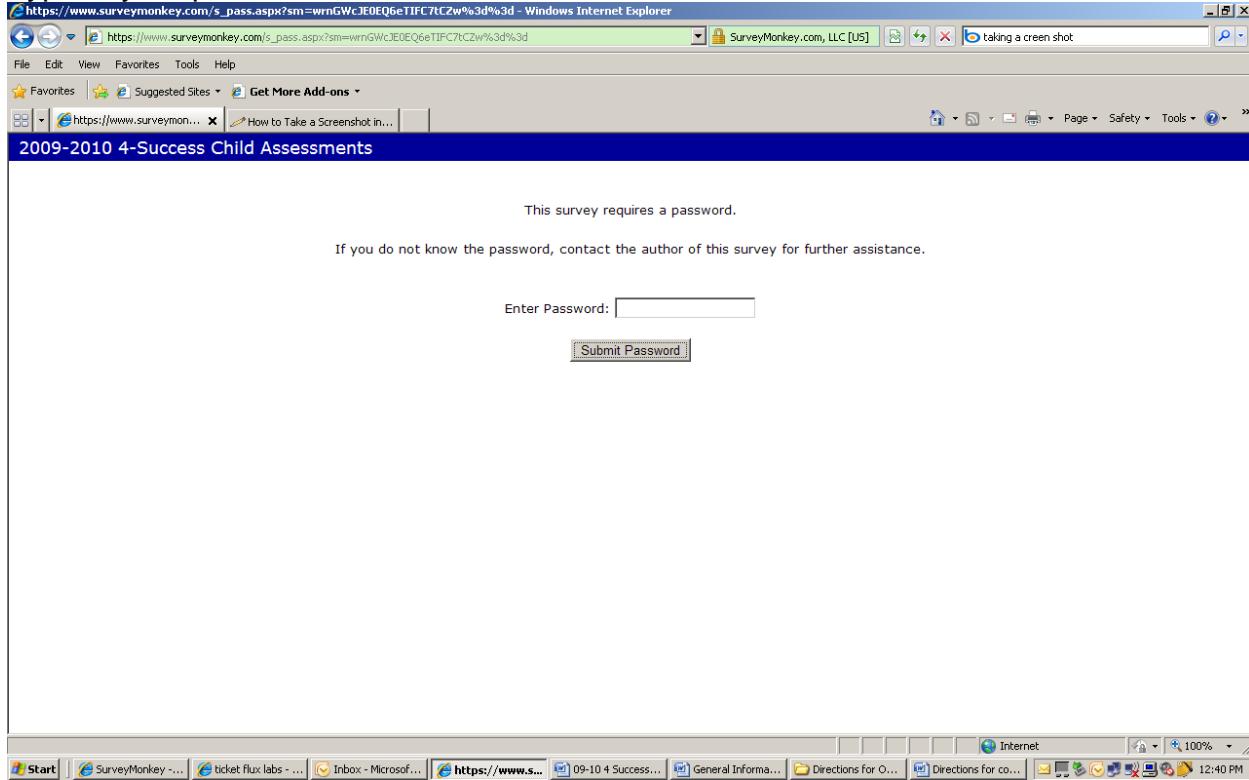 https://www.surveymonkey.com/s_pass.aspx?sm=wrnGWcJE0EQ6eTIFC7tCZw%3d%3d - Windows Internet Explorer
https://www.surveymonkey.com/s_pass.aspx?sm=wrnGWcJE0EQ6eTIFC7tCZw%3d%3d SurveyMonkey.com, LLC [US] taking a creen shot
File Edit View Favorites Tools Help
Favorites Suggested Sites Get More Add-ons
https://www.surveymon... How to Take a Screenshot in... Page Safety Tools
2009-2010 4-Success Child Assessments
This survey requires a password.
If you do not know the password, contact the author of this survey for further assistance.
Enter Password:
Submit Password
Internet 100%
Start SurveyMonkey -... ticket flux labs - ... Inbox - Microsof... https://www.s... 09-10 4 Success... General Informa... Directions for O... Directions for co... 12:40 PM